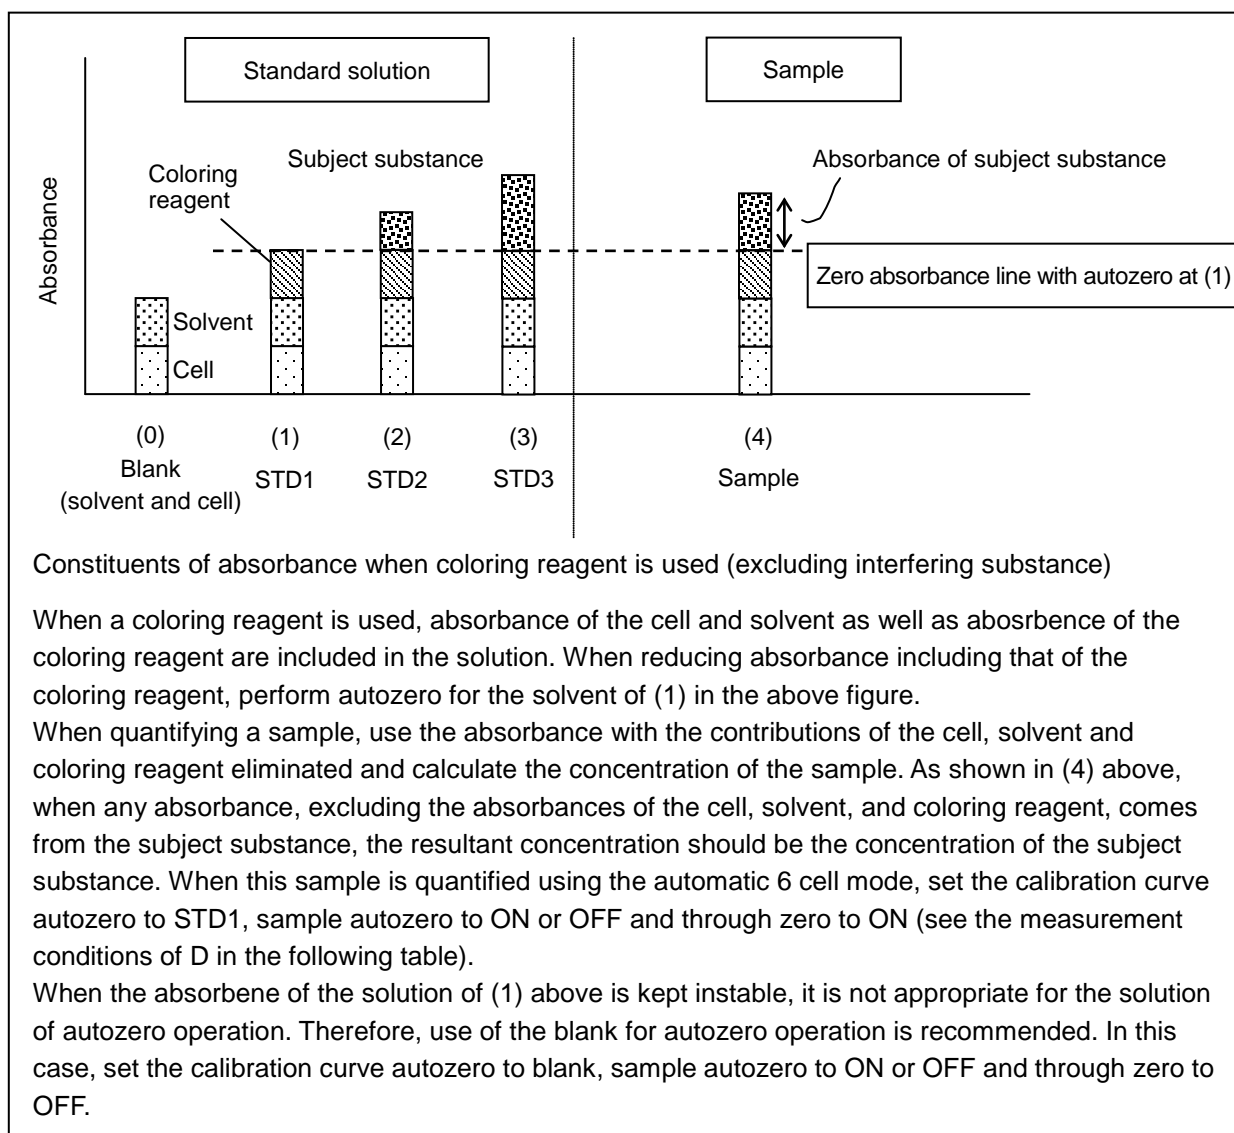 Standard solution
Sample
Subject substance
Absorbance of subject substance
Coloring
reagent
Absorbance
Zero absorbance line with autozero at (1)
Solvent
Cell
(0)
Blank
(solvent and cell)
(1)
STD1
(2)
STD2
(3)
STD3
(4)
Sample
Constituents of absorbance when coloring reagent is used (excluding interfering substance)
When a coloring reagent is used, absorbance of the cell and solvent as well as abosrbence of the
coloring reagent are included in the solution. When reducing absorbance including that of the
coloring reagent, perform autozero for the solvent of (1) in the above figure.
When quantifying a sample, use the absorbance with the contributions of the cell, solvent and
coloring reagent eliminated and calculate the concentration of the sample. As shown in (4) above,
when any absorbance, excluding the absorbances of the cell, solvent, and coloring reagent, comes
from the subject substance, the resultant concentration should be the concentration of the subject
substance. When this sample is quantified using the automatic 6 cell mode, set the calibration curve
autozero to STD1, sample autozero to ON or OFF and through zero to ON (see the measurement
conditions of D in the following table).
When the absorbene of the solution of (1) above is kept instable, it is not appropriate for the solution
of autozero operation. Therefore, use of the blank for autozero operation is recommended. In this
case, set the calibration curve autozero to blank, sample autozero to ON or OFF and through zero to
OFF.